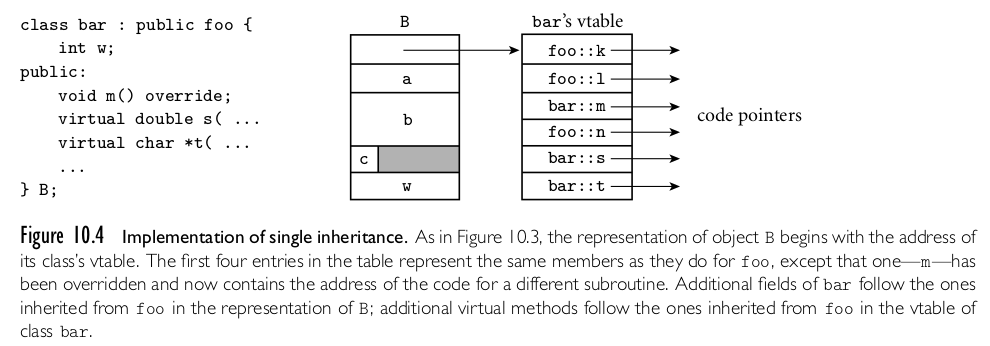 class bar : public foo {
    int w;
public:
    void m() override;
    virtual double s( ...
    virtual char *t( ...
    ...
} B;
B
a
b
c
w
bar's vtable
foo::k
foo::l
bar::m
foo::n
bar::s
bar::t
code pointers
Figure 10.4 Implementation of single inheritance. As in Figure 10.3, the representation of object B begins with the address of
its class's vtable. The first four entries in the table represent the same members as they do for foo, except that one—m—has
been overridden and now contains the address of the code for a different subroutine. Additional fields of bar follow the ones
inherited from foo in the representation of B; additional virtual methods follow the ones inherited from foo in the vtable of
class bar.